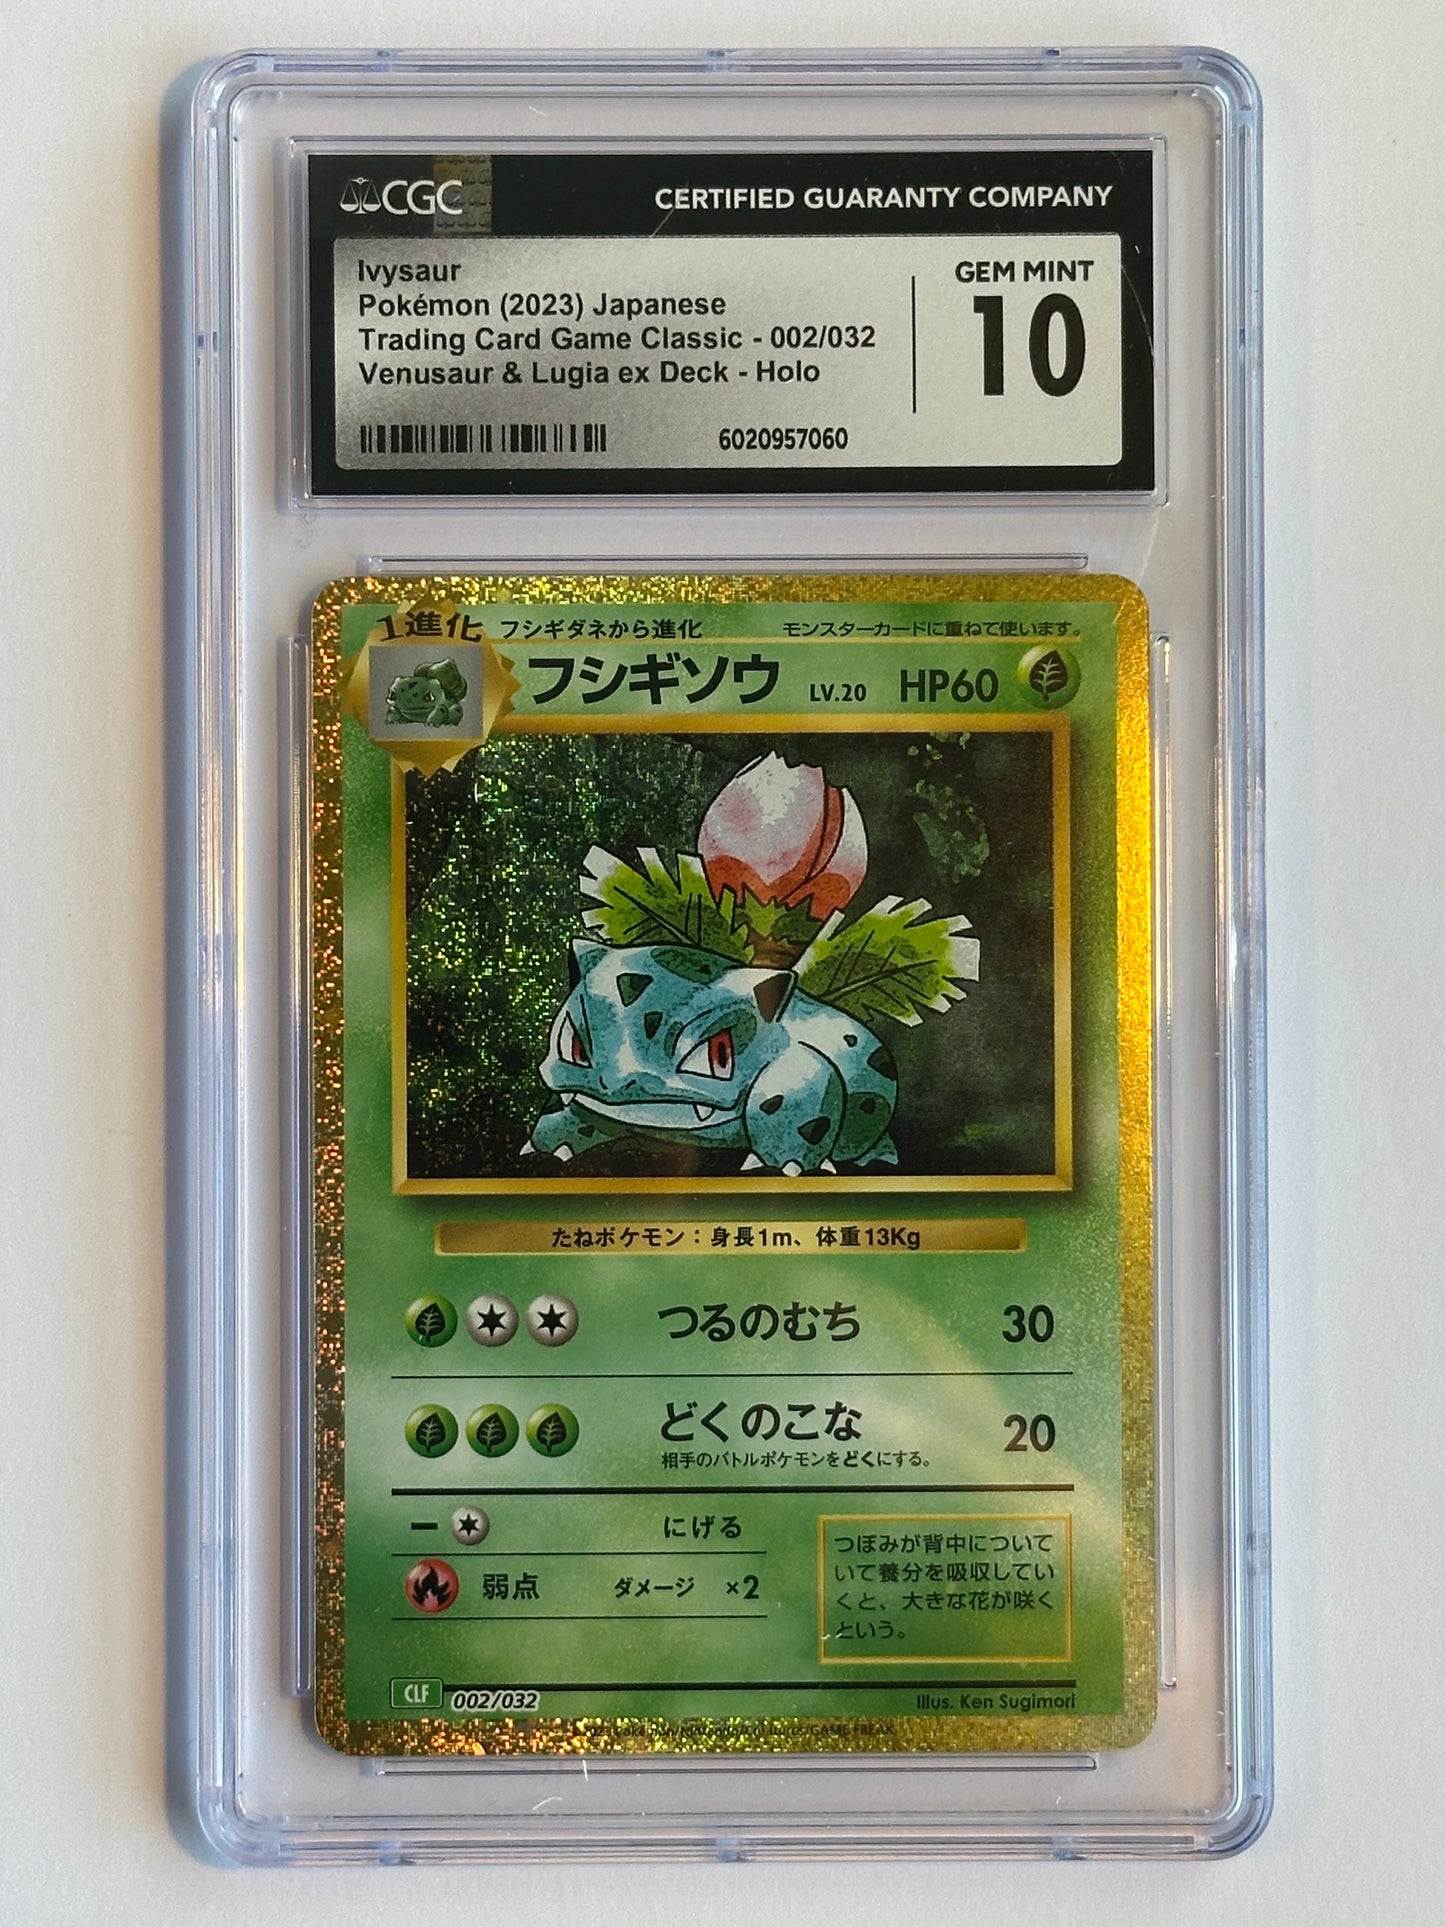 CGC
CERTIFIED GUARANTY COMPANY
Ivysaur
Pokémon (2023) Japanese
Trading Card Game Classic - 002/032
Venusaur & Lugia ex Deck - Holo
GEM MINT
10
6020957060
1進化 フシギダネから進化 モンスターカードに重ねて使います。
フシギソウ LV.20 HP60
たねポケモン：身長1m、体重13Kg
つるのむち 30
どくのこな 20
相手のバトルポケモンをどくにする。
ー にげる
弱点 ダメージ ×2
つぼみが背中について
いて養分を吸収してい
くと、大きな花が咲く
という。
CLF 002/032 Illus. Ken Sugimori
2023 Pokémon/Nintendo/Creatures/GAME FREAK